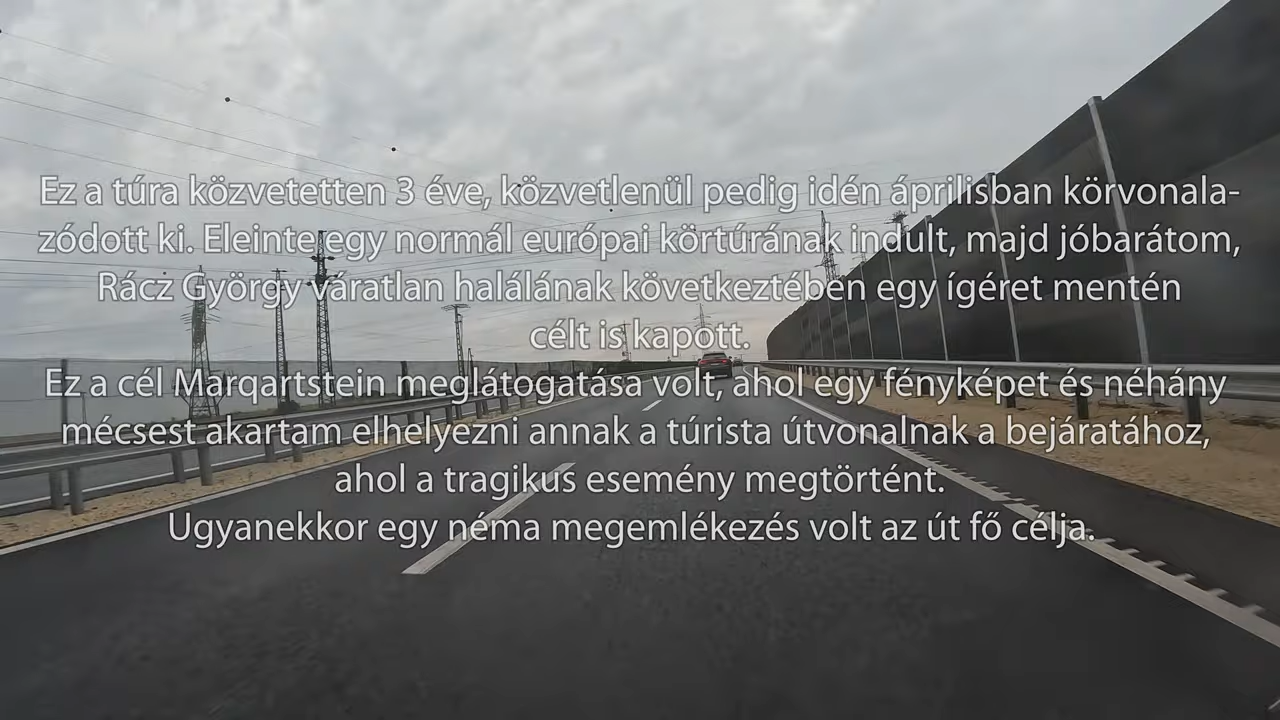 Ez a túra közvetetten 3 éve, közvetlenül pedig idén áprilisban körvonala-
zódott ki. Eleinte egy normál európai körtúrának indult, majd jóbarátom,
Rácz György váratlan halálának következtében egy ígéret mentén
célt is kapott.
Ez a cél Marqartstein meglátogatása volt, ahol egy fényképet és néhány
mécsest akartam elhelyezni annak a túrista útvonalnak a bejáratához,
ahol a tragikus esemény megtörtént.
Ugyanekkor egy néma megemlékezés volt az út fő célja.